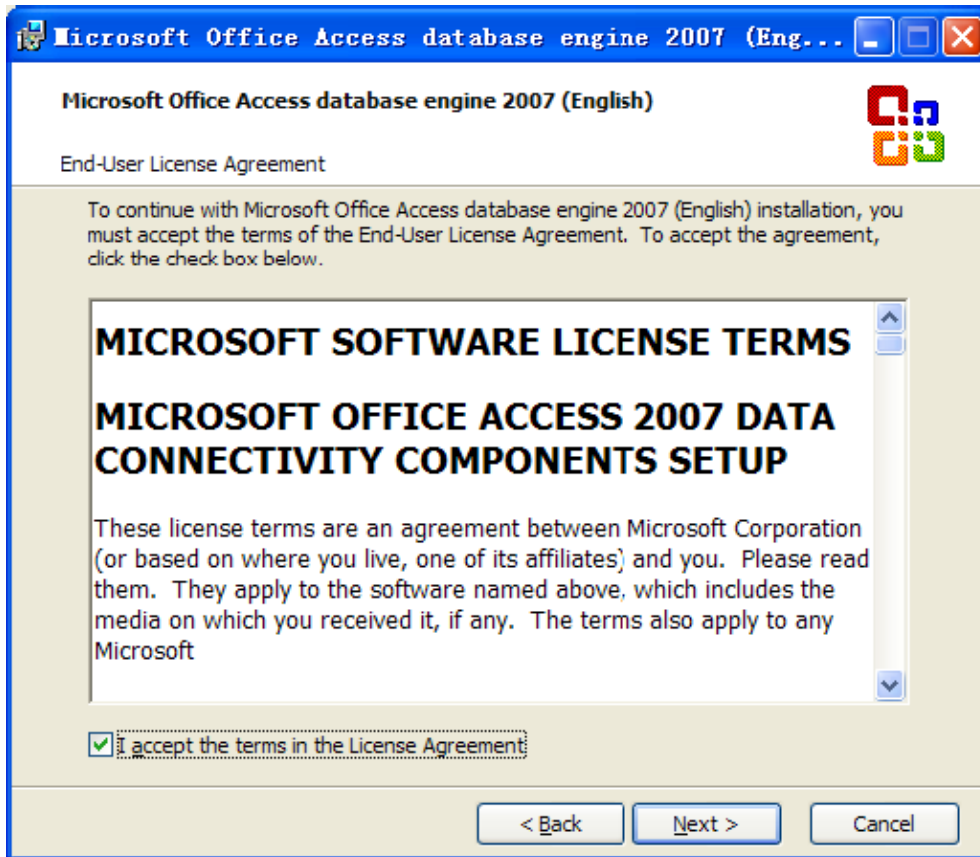 Microsoft Office Access database engine 2007 (Eng...
Microsoft Office Access database engine 2007 (English)
End-User License Agreement
To continue with Microsoft Office Access database engine 2007 (English) installation, you
must accept the terms of the End-User License Agreement.  To accept the agreement,
click the check box below.
MICROSOFT SOFTWARE LICENSE TERMS
MICROSOFT OFFICE ACCESS 2007 DATA
CONNECTIVITY COMPONENTS SETUP
These license terms are an agreement between Microsoft Corporation
(or based on where you live, one of its affiliates) and you.  Please read
them.  They apply to the software named above, which includes the
media on which you received it, if any.  The terms also apply to any
Microsoft
I accept the terms in the License Agreement
< Back
Next >
Cancel